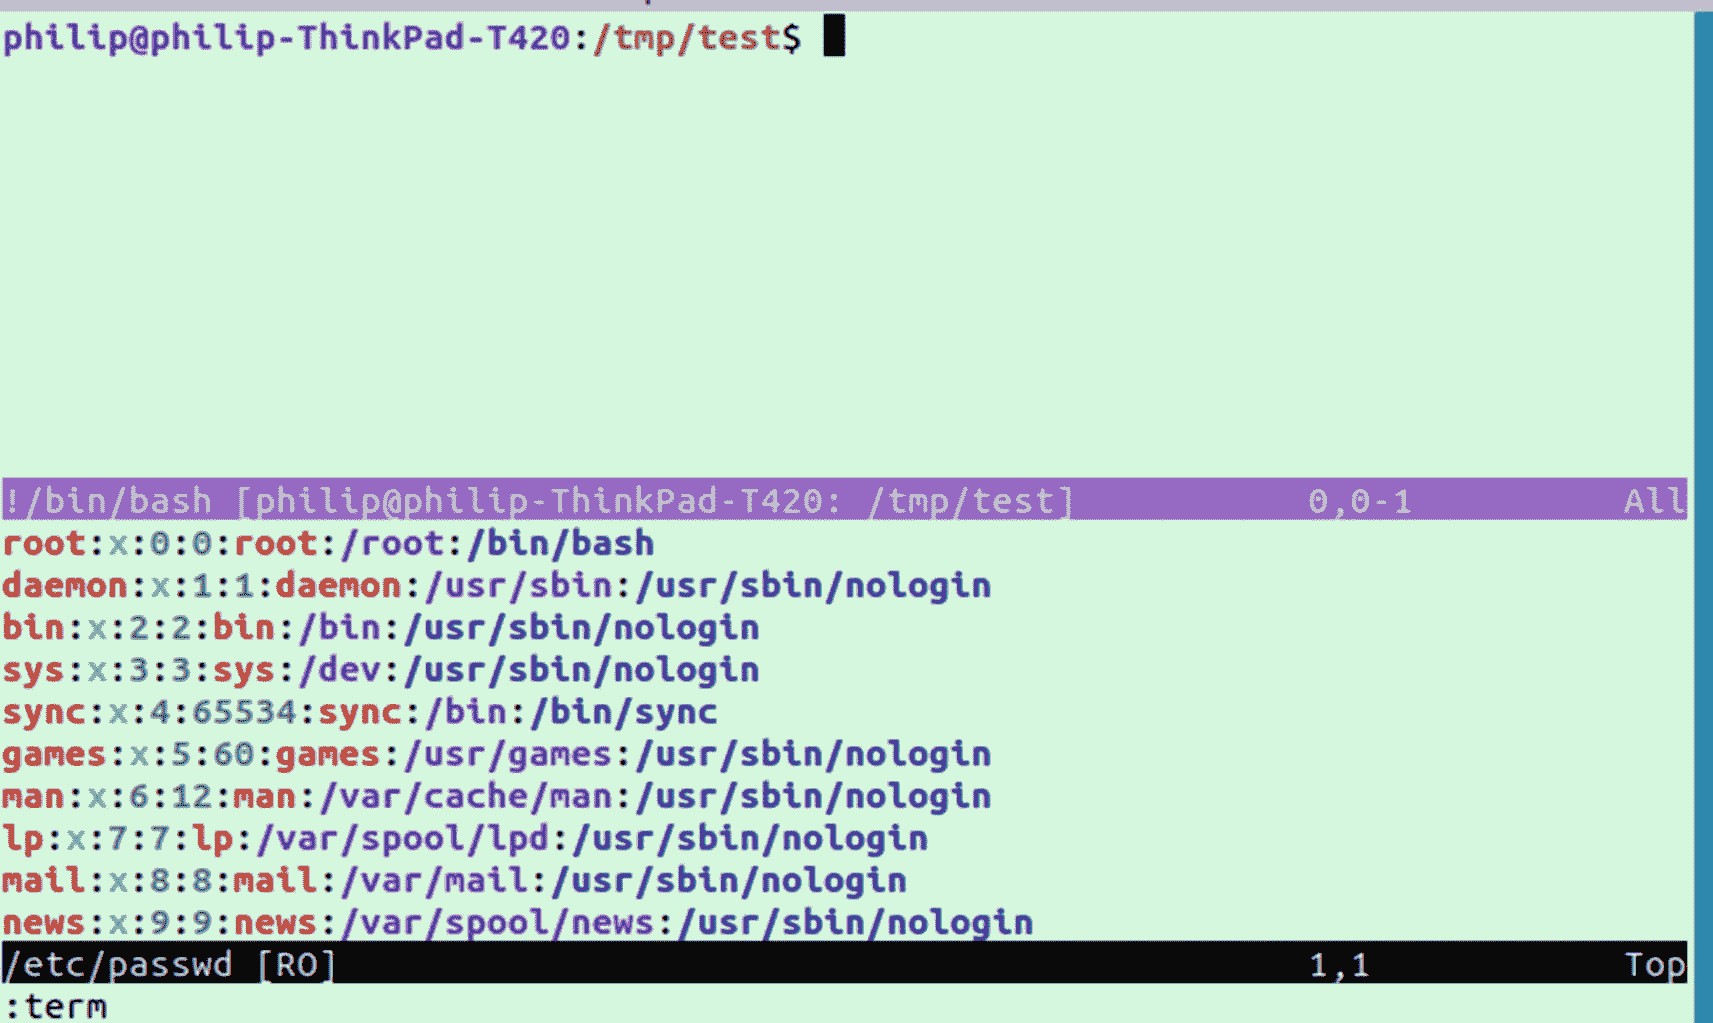 philip@philip-ThinkPad-T420:/tmp/test$
!/bin/bash [philip@philip-ThinkPad-T420: /tmp/test] 0,0-1 All
root:x:0:0:root:/root:/bin/bash
daemon:x:1:1:daemon:/usr/sbin:/usr/sbin/nologin
bin:x:2:2:bin:/bin:/usr/sbin/nologin
sys:x:3:3:sys:/dev:/usr/sbin/nologin
sync:x:4:65534:sync:/bin:/bin/sync
games:x:5:60:games:/usr/games:/usr/sbin/nologin
man:x:6:12:man:/var/cache/man:/usr/sbin/nologin
lp:x:7:7:lp:/var/spool/lpd:/usr/sbin/nologin
mail:x:8:8:mail:/var/mail:/usr/sbin/nologin
news:x:9:9:news:/var/spool/news:/usr/sbin/nologin
/etc/passwd [RO] 1,1 Top
:term